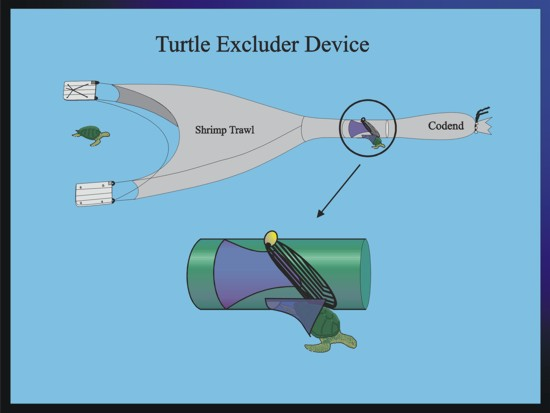 Turtle Excluder Device
Shrimp Trawl
Codend